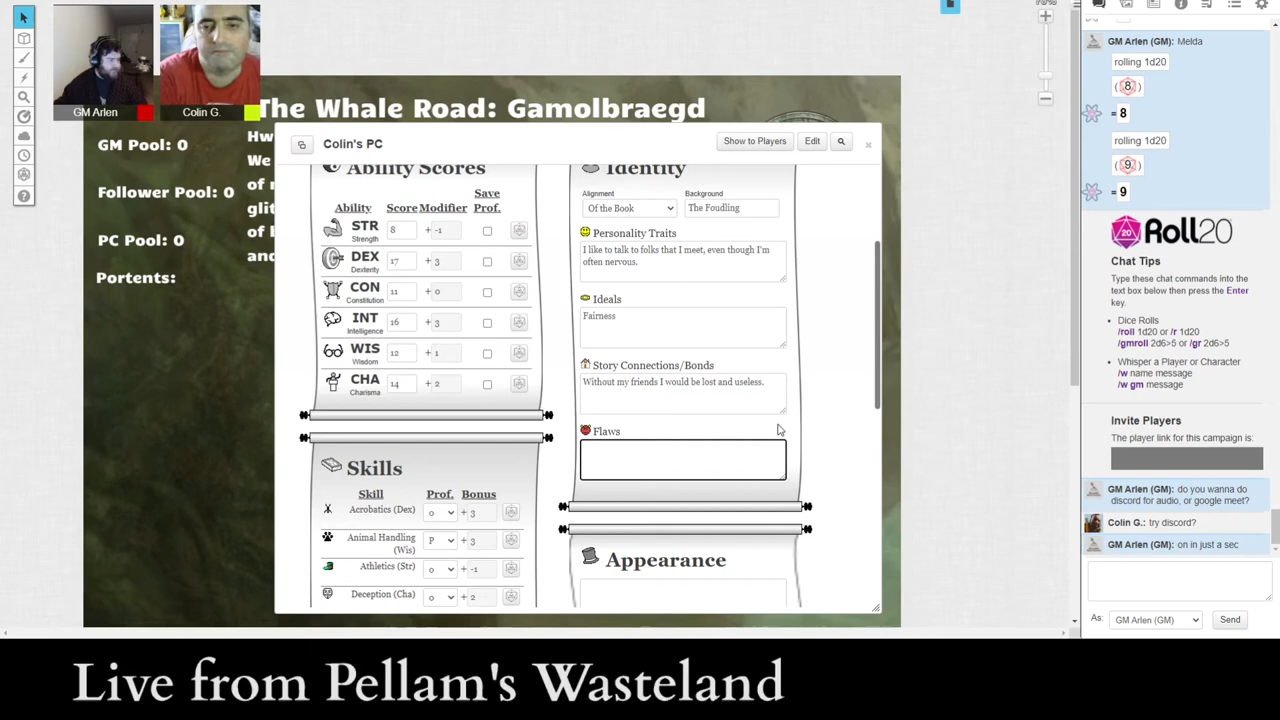 GM Arlen
Colin G.
The Whale Road: Gamolbraegd
GM Pool: 0
Follower Pool: 0
PC Pool: 0
Portents:
Hw
We
of
glit
of h
and
Colin's PC
Show to Players
Edit
Ability Scores
Ability Score Modifier Save Prof.
STR
Strength
8 + -1
DEX
Dexterity
17 + 3
CON
Constitution
11 + 0
INT
Intelligence
16 + 3
WIS
Wisdom
12 + 1
CHA
Charisma
14 + 2
Skills
Skill Prof. Bonus
Acrobatics (Dex) 0 + 3
Animal Handling
(Wis) P + 3
Athletics (Str) 0 + -1
Deception (Cha) 0 + 2
Identity
Alignment Background
Of the Book The Foudling
Personality Traits
I like to talk to folks that I meet, even though I'm
often nervous.
Ideals
Fairness
Story Connections/Bonds
Without my friends I would be lost and useless.
Flaws
Appearance
GM Arlen (GM): Melda
rolling 1d20
(8)
= 8
rolling 1d20
(9)
= 9
Roll20
Chat Tips
Type these chat commands into the
text box below then press the Enter
key.
• Dice Rolls
/roll 1d20 or /r 1d20
/gmroll 2d6>5 or /gr 2d6>5
• Whisper a Player or Character
/w name message
/w gm message
Invite Players
The player link for this campaign is:
GM Arlen (GM): do you wanna do
discord for audio, or google meet?
Colin G.: try discord?
GM Arlen (GM): on in just a sec
As: GM Arlen (GM) Send
Live from Pellam's Wasteland